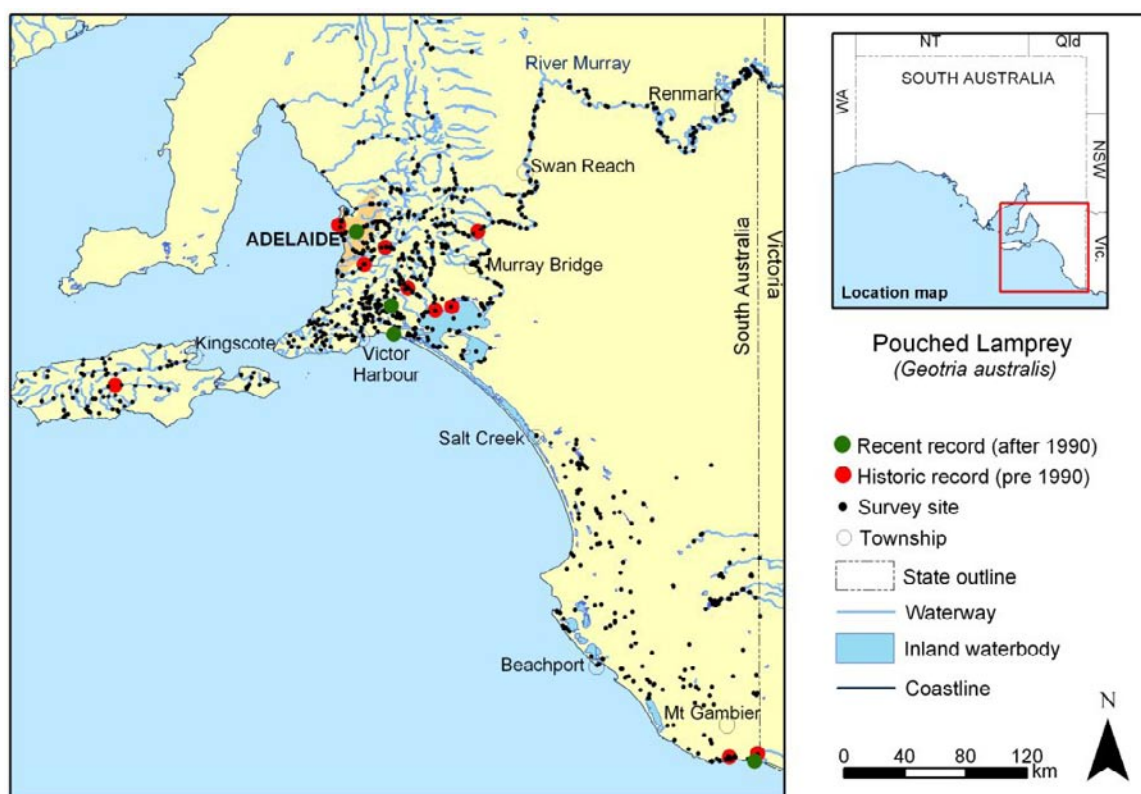 River Murray
Renmark
Swan Reach
ADELAIDE
Murray Bridge
South Australia
Victoria
Kingscote
Victor
Harbour
Salt Creek
Beachport
Mt Gambier
NT
Qld
SOUTH AUSTRALIA
WA
NSW
Vic.
Location map
Pouched Lamprey
(Geotria australis)
Recent record (after 1990)
Historic record (pre 1990)
Survey site
Township
State outline
Waterway
Inland waterbody
Coastline
N
0 40 80 120
km